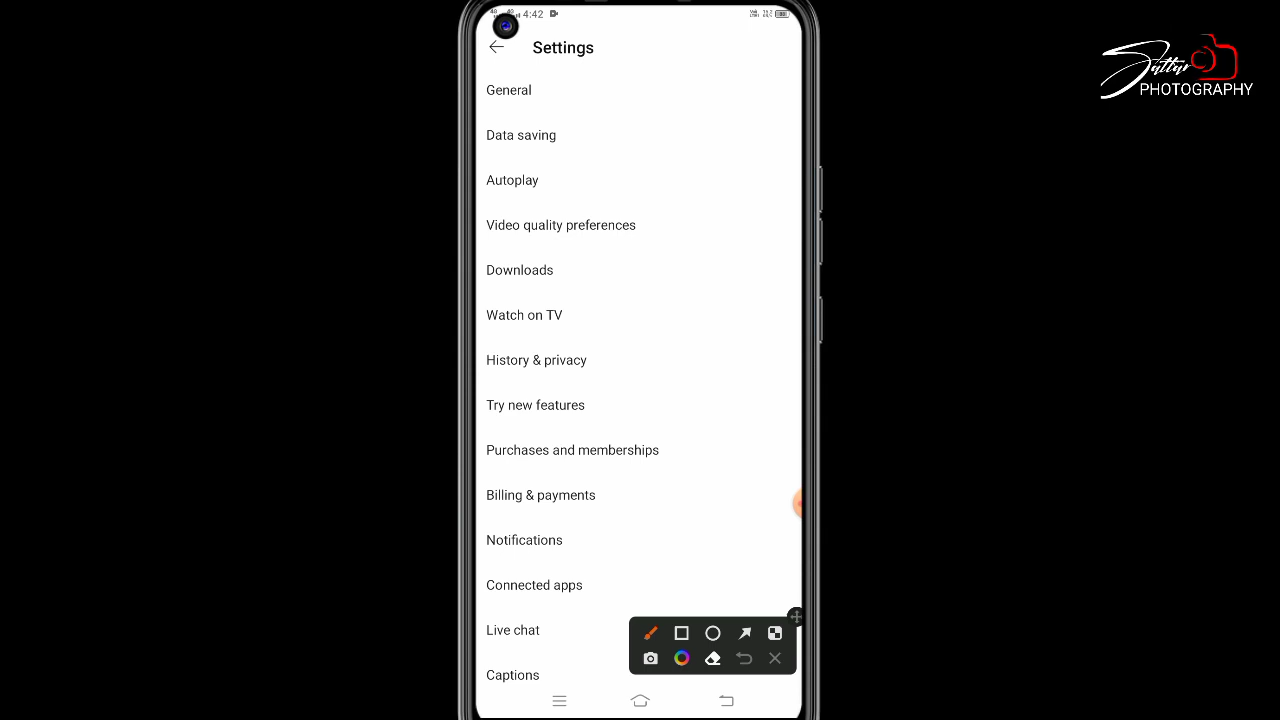 4:42
Settings
General
Data saving
Autoplay
Video quality preferences
Downloads
Watch on TV
History & privacy
Try new features
Purchases and memberships
Billing & payments
Notifications
Connected apps
Live chat
Captions
Sattar
PHOTOGRAPHY